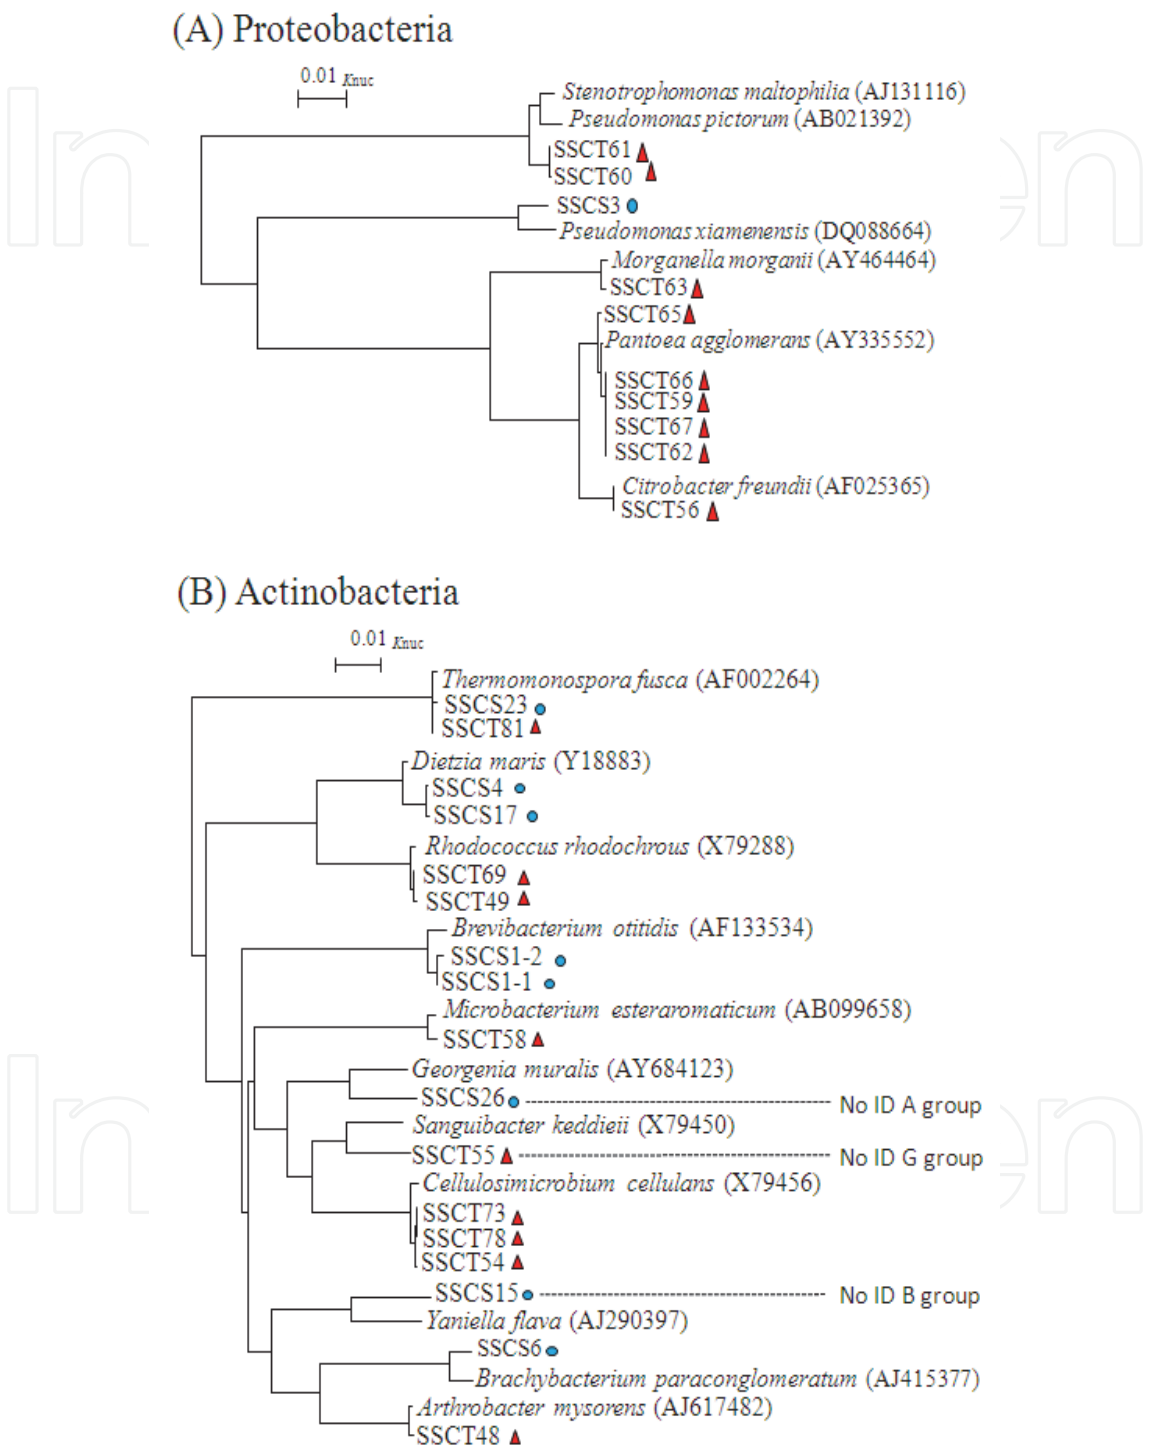 (A) Proteobacteria
0.01 Knuc
Stenotrophomonas maltophilia (AJ131116)
Pseudomonas pictorum (AB021392)
SSCT61
SSCT60
SSCS3
Pseudomonas xiamenensis (DQ088664)
Morganella morganii (AY464464)
SSCT63
SSCT65
Pantoea agglomerans (AY335552)
SSCT66
SSCT59
SSCT67
SSCT62
Citrobacter freundii (AF025365)
SSCT56
(B) Actinobacteria
0.01 Knuc
Thermomonospora fusca (AF002264)
SSCS23
SSCT81
Dietzia maris (Y18883)
SSCS4
SSCS17
Rhodococcus rhodochrous (X79288)
SSCT69
SSCT49
Brevibacterium otitidis (AF133534)
SSCS1-2
SSCS1-1
Microbacterium esteraromaticum (AB099658)
SSCT58
Georgenia muralis (AY684123)
SSCS26 No ID A group
Sanguibacter keddieii (X79450)
SSCT55 No ID G group
Cellulosimicrobium cellulans (X79456)
SSCT73
SSCT78
SSCT54
SSCS15 No ID B group
Yaniella flava (AJ290397)
SSCS6
Brachybacterium paraconglomeratum (AJ415377)
Arthrobacter mysorens (AJ617482)
SSCT48